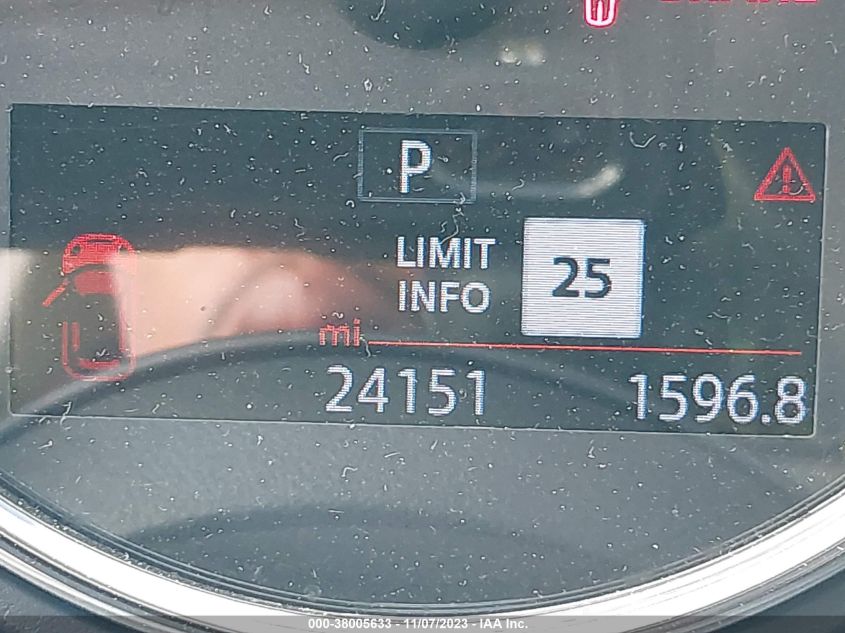 P
LIMIT
INFO
25
mi
24151 1596.8
000-38005633 - 11/07/2023 - IAA Inc.